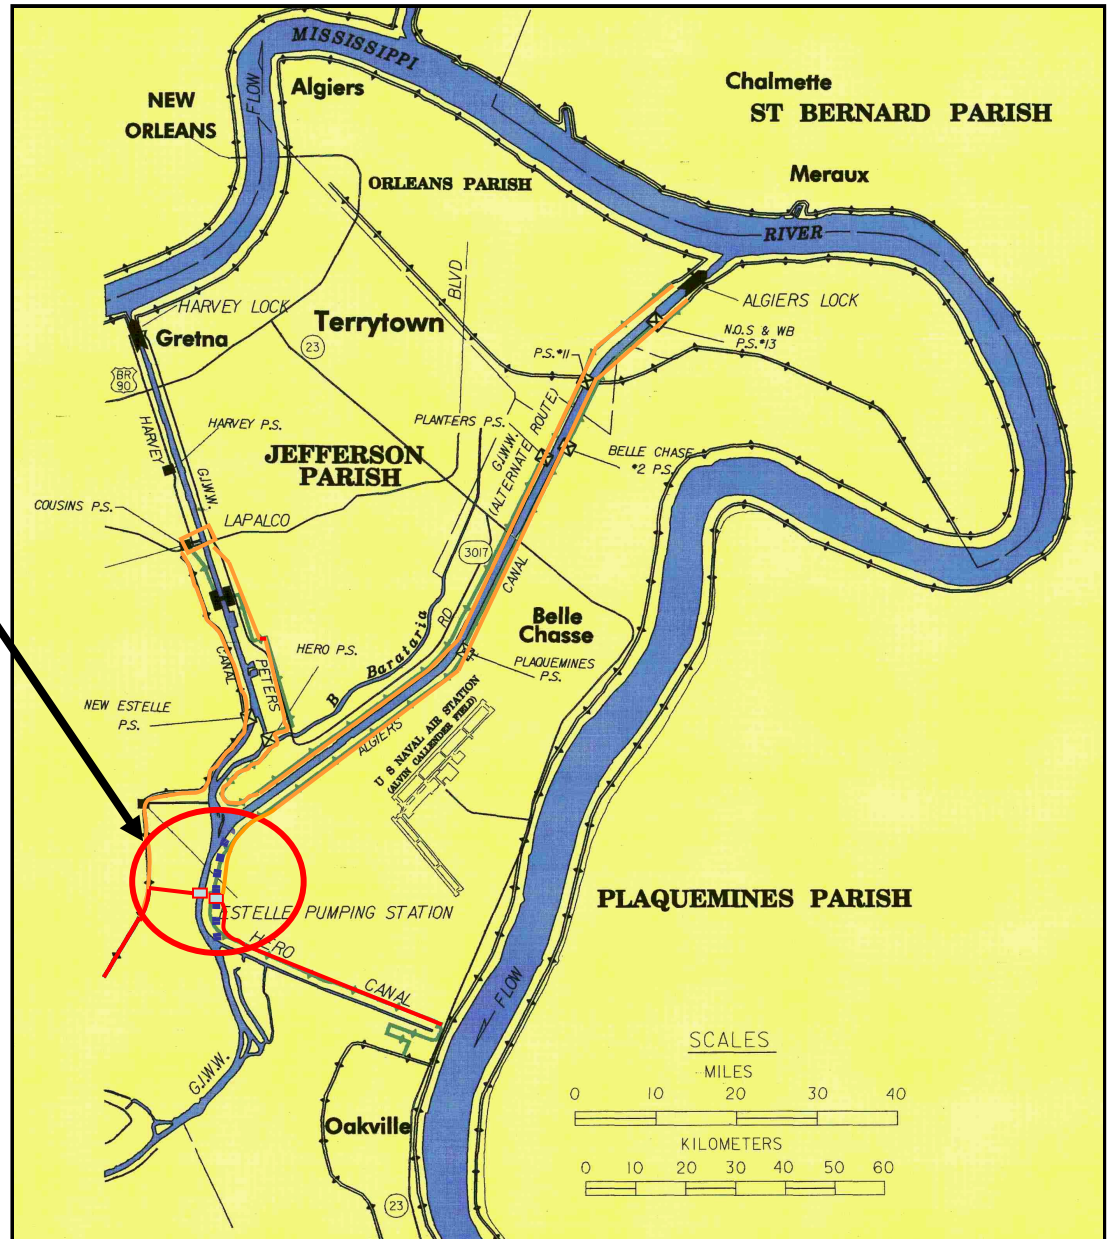 MISSISSIPPI
FLOW
Algiers
NEW
ORLEANS
Chalmette
ST BERNARD PARISH
Meraux
ORLEANS PARISH
RIVER
BLVD
HARVEY LOCK
ALGIERS LOCK
Gretna
Terrytown
23
N.O.S & WB
P.S.#13
P.S.#11
BR
90
HARVEY
HARVEY P.S.
PLANTERS P.S.
G.I.W.W.
(ALTERNATE ROUTE)
JEFFERSON
PARISH
BELLE CHASE
#2 P.S.
G.I.W.W.
COUSINS P.S.
LAPALCO
3017
CANAL
RD
Belle
Chasse
B Barataria
HERO P.S.
PLAQUEMINES
P.S.
CANAL
PETERS
NEW ESTELLE
P.S.
ALGIERS
U S NAVAL AIR STATION
(ALVIN CALLENDER FIELD)
PLAQUEMINES PARISH
ESTELLE PUMPING STATION
HERO
CANAL
FLOW
G.I.W.W.
Oakville
23
SCALES
MILES
0 10 20 30 40
KILOMETERS
0 10 20 30 40 50 60